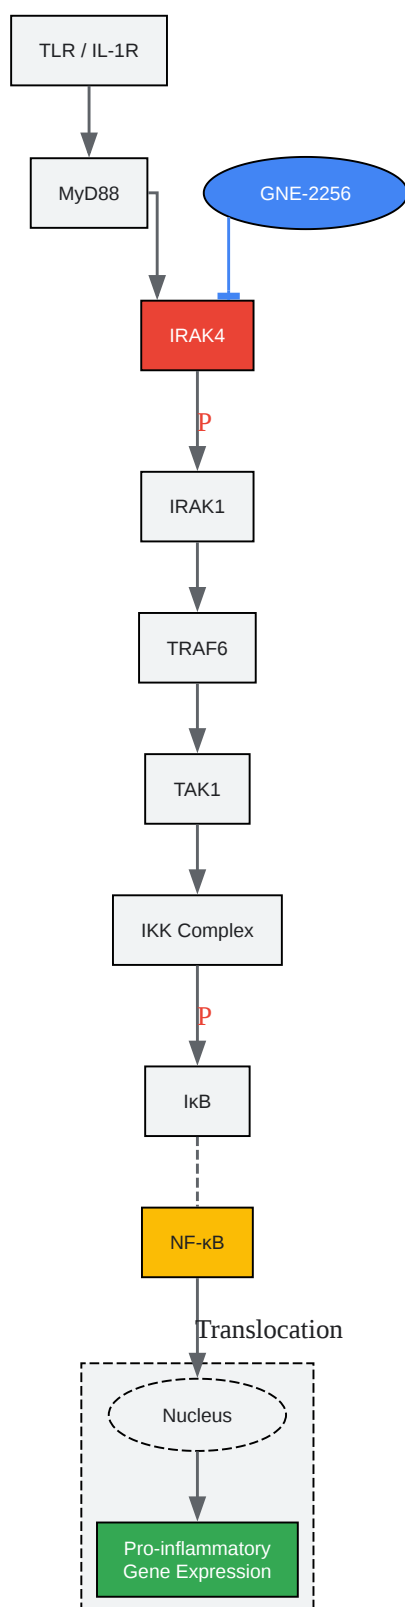 TLR / IL-1R
MyD88
GNE-2256
IRAK4
P
IRAK1
TRAF6
TAK1
IKK Complex
P
IκB
NF-κB
Translocation
Nucleus
Pro-inflammatory
Gene Expression